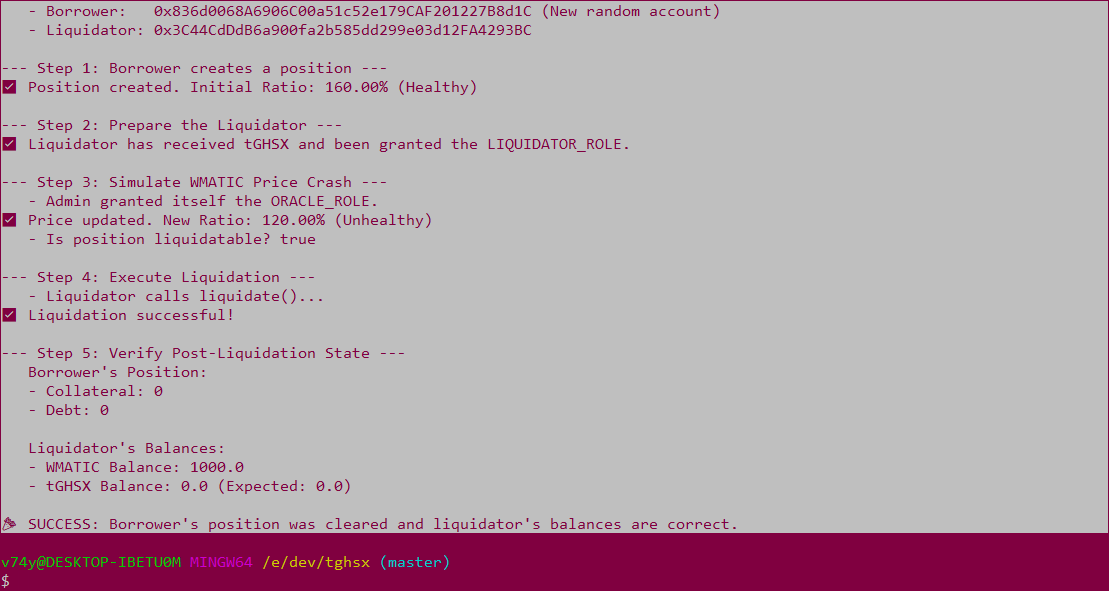 - Borrower:   0x836d0068A6906C00a51c52e179CAF201227B8d1C (New random account)
- Liquidator: 0x3C44CdDdB6a900fa2b585dd299e03d12FA4293BC
--- Step 1: Borrower creates a position ---
✅ Position created. Initial Ratio: 160.00% (Healthy)
--- Step 2: Prepare the Liquidator ---
✅ Liquidator has received tGHSX and been granted the LIQUIDATOR_ROLE.
--- Step 3: Simulate WMATIC Price Crash ---
- Admin granted itself the ORACLE_ROLE.
✅ Price updated. New Ratio: 120.00% (Unhealthy)
- Is position liquidatable? true
--- Step 4: Execute Liquidation ---
- Liquidator calls liquidate()...
✅ Liquidation successful!
--- Step 5: Verify Post-Liquidation State ---
Borrower's Position:
- Collateral: 0
- Debt: 0
Liquidator's Balances:
- WMATIC Balance: 1000.0
- tGHSX Balance: 0.0 (Expected: 0.0)
🎉 SUCCESS: Borrower's position was cleared and liquidator's balances are correct.
v74y@DESKTOP-IBETU0M MINGW64 /e/dev/tghsx (master)
$